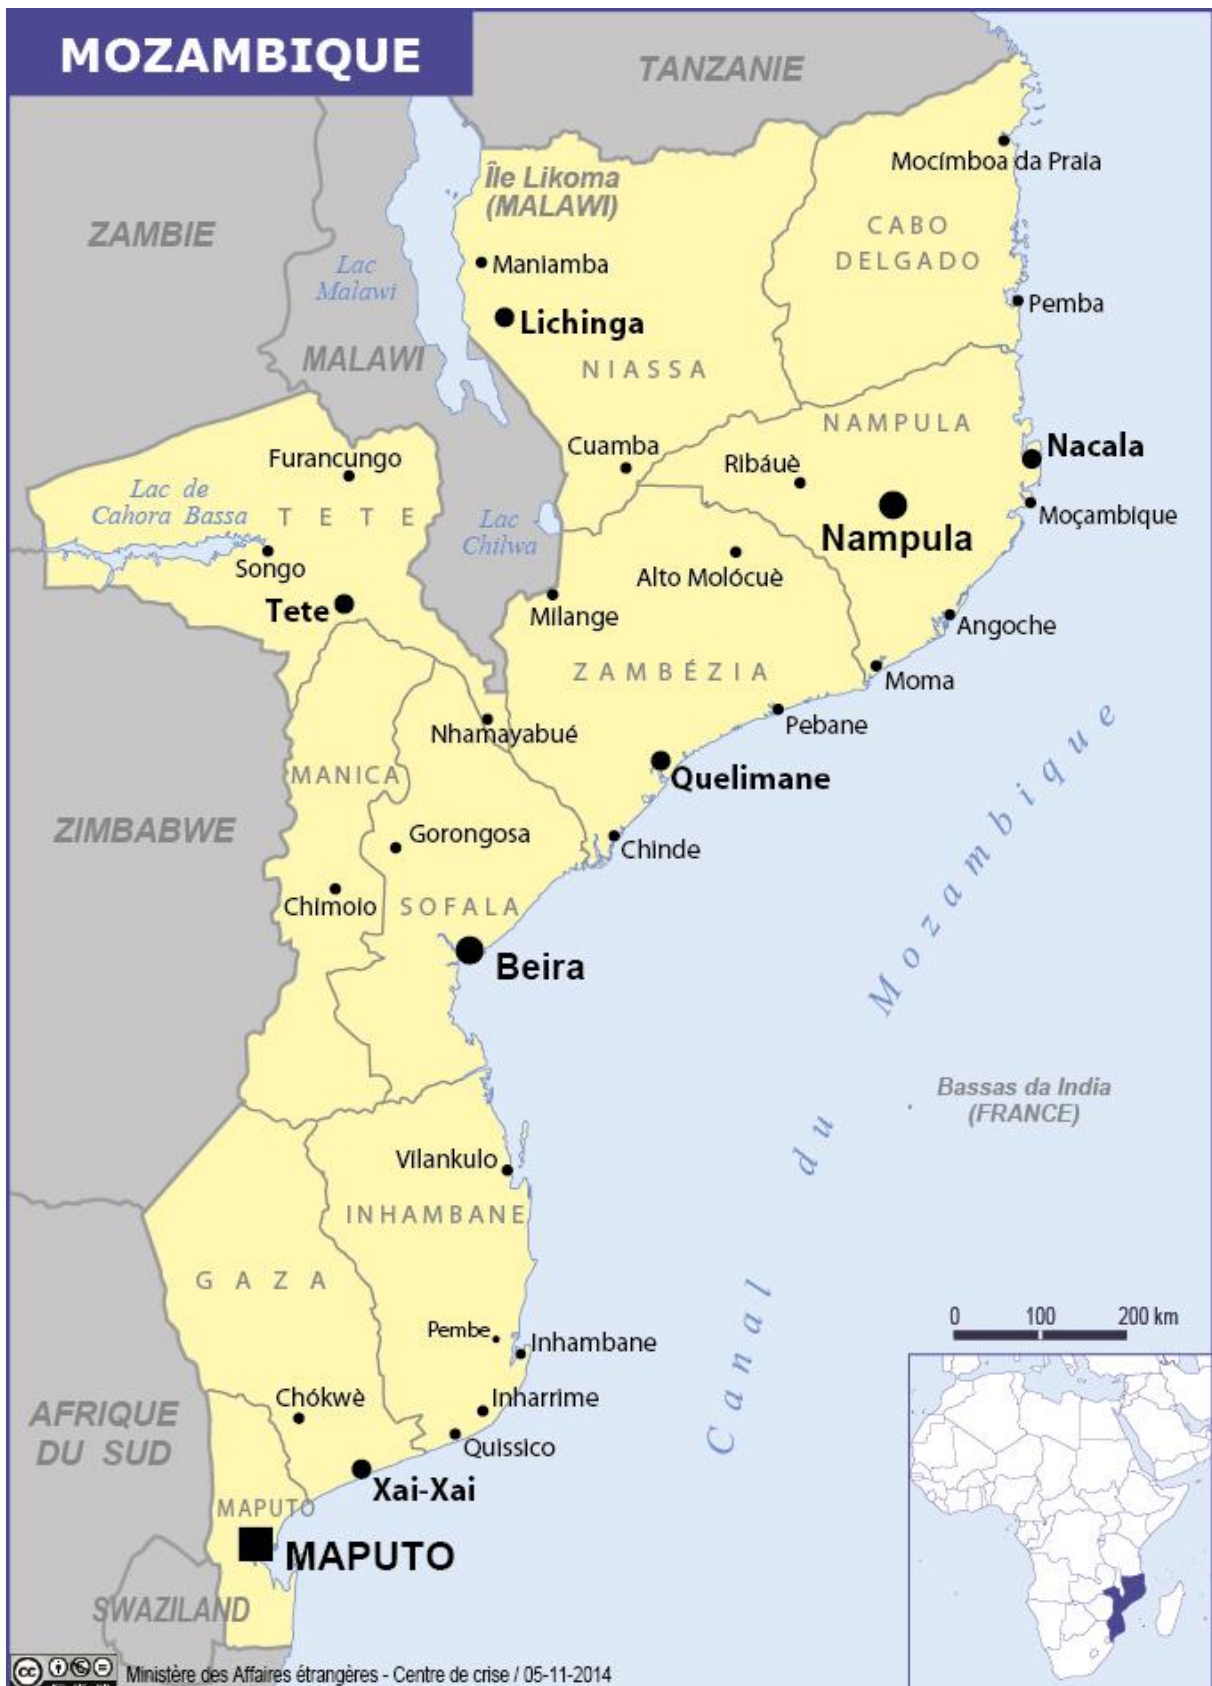 MOZAMBIQUE
TANZANIE
Mocímboa da Praia
Île Likoma
(MALAWI)
ZAMBIE
CABO
DELGADO
Lac
Malawi
Maniamba
Pemba
Lichinga
MALAWI
NIASSA
NAMPULA
Cuamba
Nacala
Furancungo
Ribáuè
Lac de
Cahora Bassa
TETE
Lac
Chilwa
Moçambique
Nampula
Songo
Alto Molócuè
Tete
Milange
Angoche
ZAMBÉZIA
Moma
Nhamayabué
Pebane
MANICA
Quelimane
ZIMBABWE
Gorongosa
Chinde
Chimoio
SOFALA
Beira
Canal du Mozambique
Bassas da India
(FRANCE)
Vilankulo
INHAMBANE
GAZA
0 100 200 km
Pembe
Inhambane
Chókwè
Inharrime
AFRIQUE
DU SUD
Quissico
Xai-Xai
MAPUTO
MAPUTO
SWAZILAND
cc
Ministère des Affaires étrangères - Centre de crise / 05-11-2014